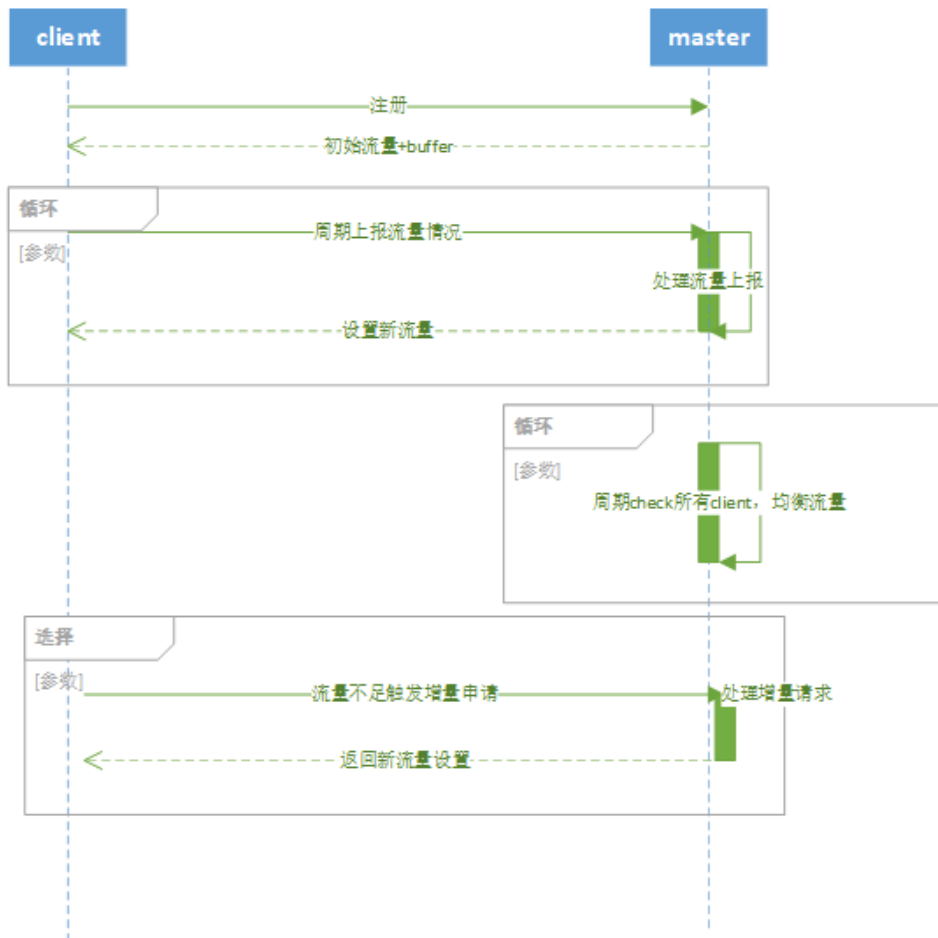 client
master
注册
初始流量+buffer
循环
周期上报流量情况
[参数]
处理流量上报
设置新流量
循环
[参数]
周期check所有client，均衡流量
选择
[参数]
流量不足触发增量申请
处理增量请求
返回新流量设置